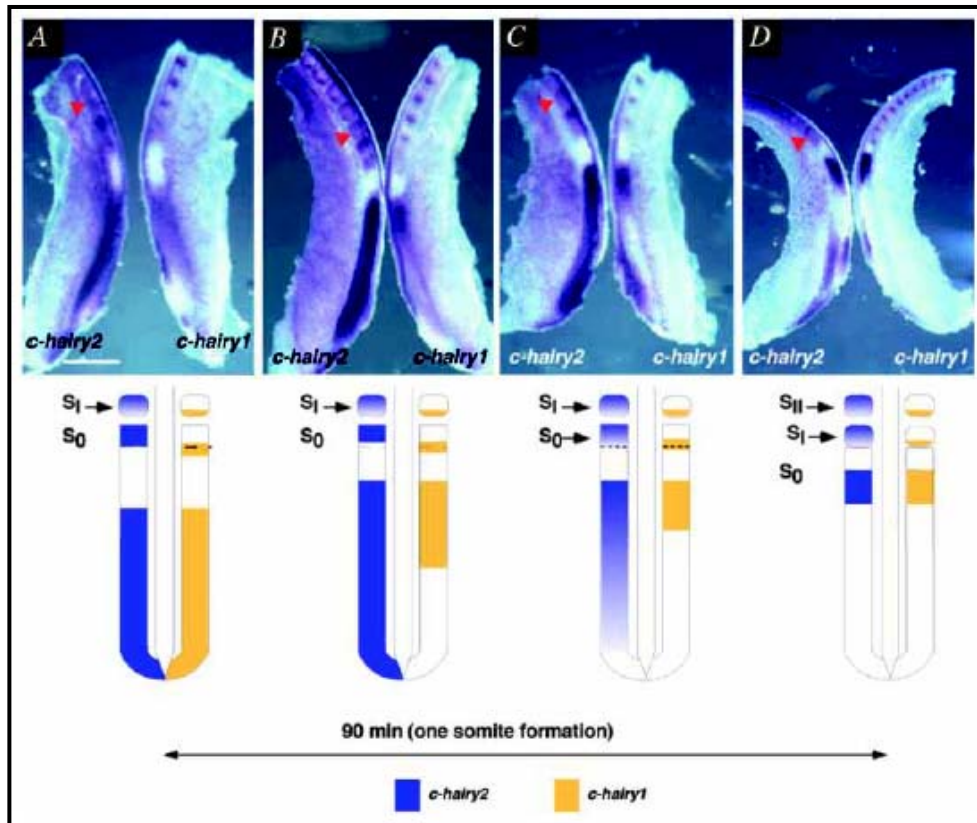 A B C D
c-hairy2 c-hairy1 c-hairy2 c-hairy1 c-hairy2 c-hairy1 c-hairy2 c-hairy1
SI SI SI SII
S0 S0 S0 SI
S0
90 min (one somite formation)
c-hairy2 c-hairy1